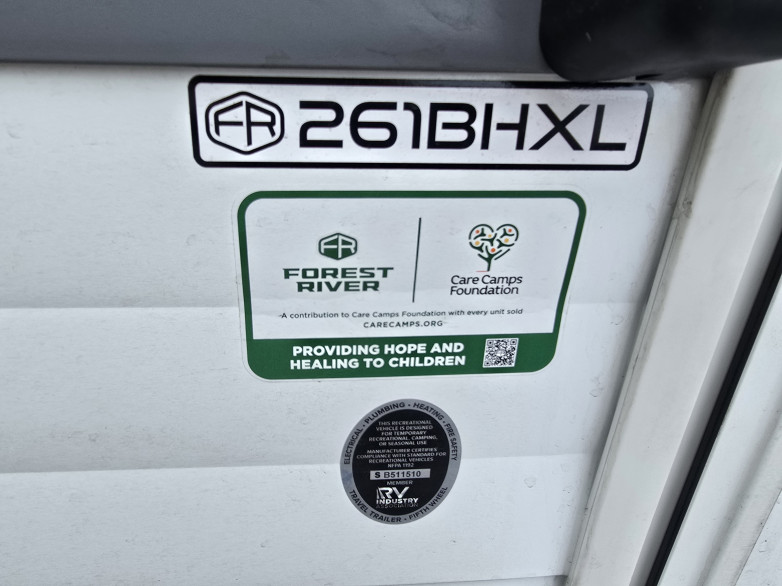 FR 261BHXL
FR
FOREST
RIVER
Care Camps
Foundation
A contribution to Care Camps Foundation with every unit sold
CARECAMPS.ORG
PROVIDING HOPE AND
HEALING TO CHILDREN
ELECTRICAL - PLUMBING - HEATING - FIRE SAFETY
THIS RECREATIONAL
VEHICLE IS DESIGNED
FOR TEMPORARY
RECREATIONAL, CAMPING,
OR SEASONAL USE
MANUFACTURER CERTIFIES
COMPLIANCE WITH STANDARD FOR
RECREATIONAL VEHICLES
NFPA 1192
S B511510
MEMBER
RV
INDUSTRY
ASSOCIATION
TRAVEL TRAILER - FIFTH WHEEL